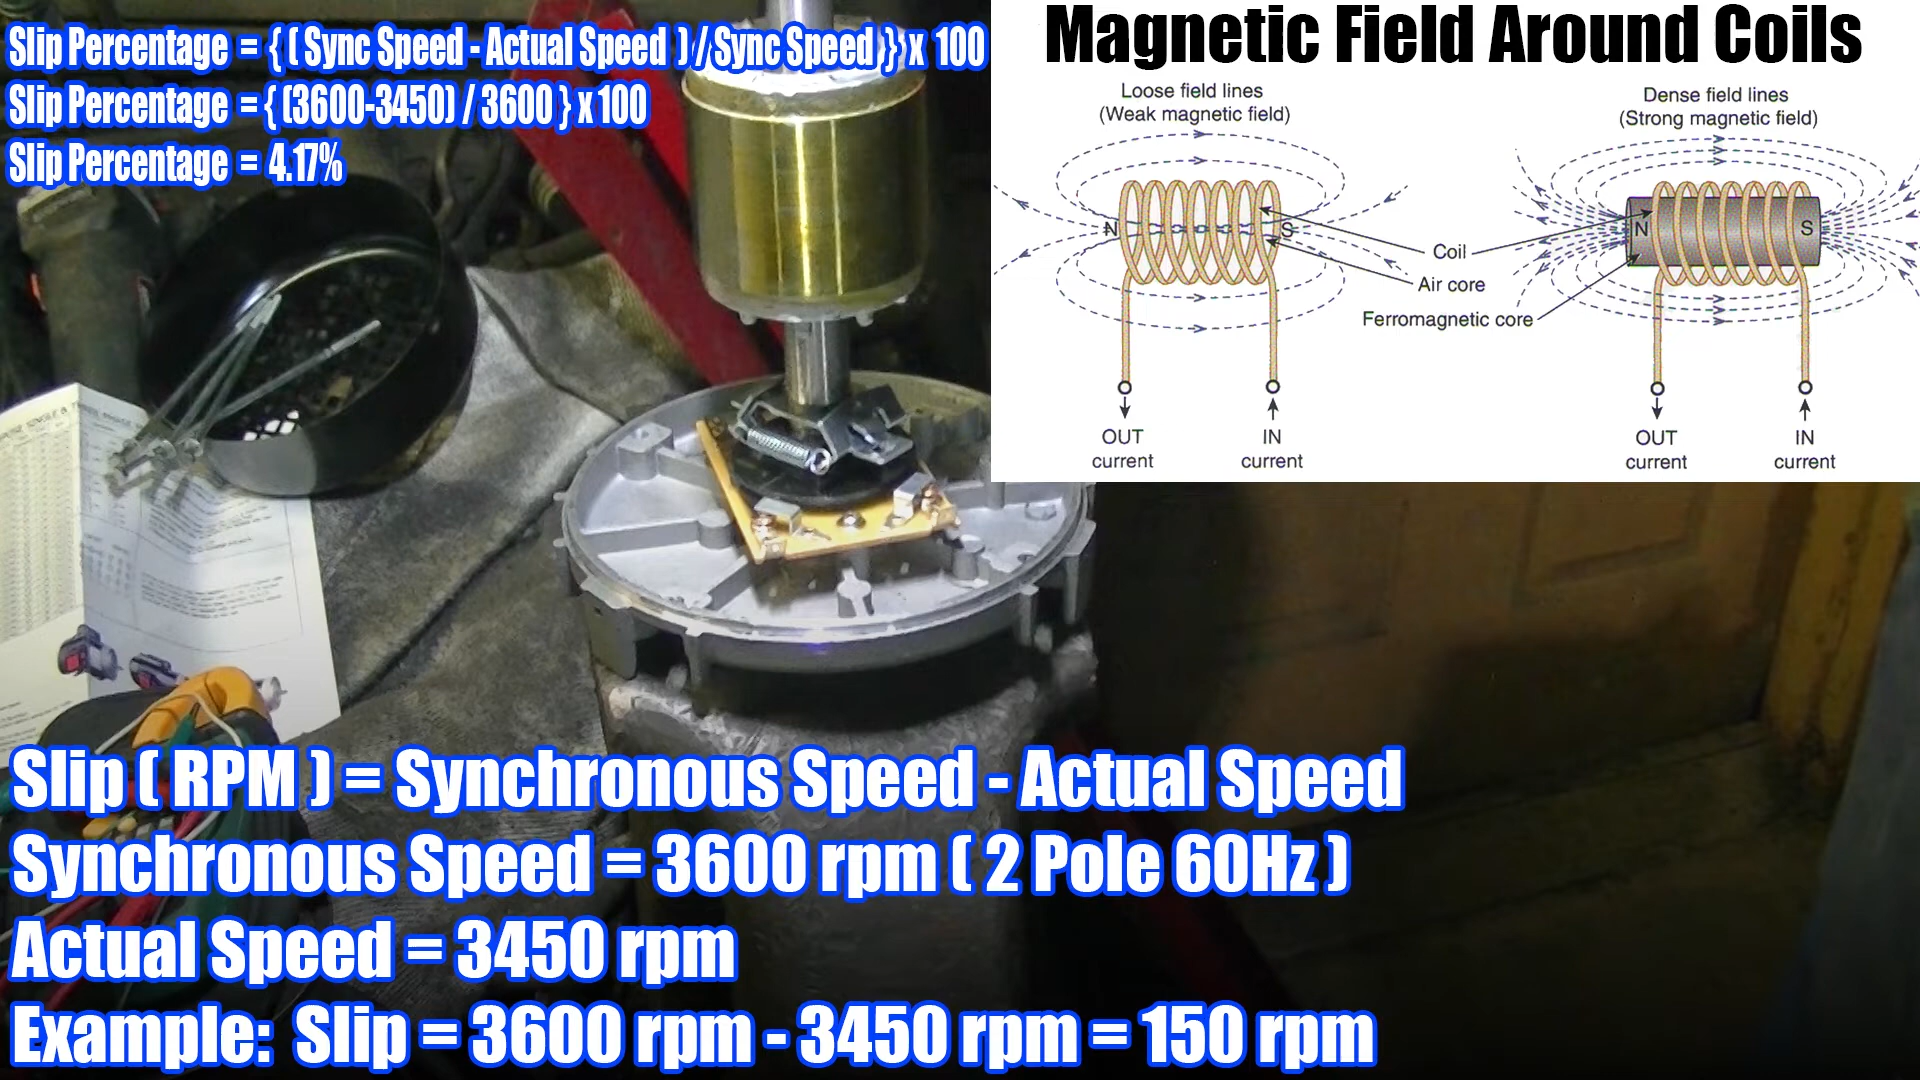 Slip Percentage = { ( Sync Speed - Actual Speed ) / Sync Speed } x 100
Slip Percentage = { (3600-3450) / 3600 } x 100
Slip Percentage = 4.17%
Magnetic Field Around Coils
Loose field lines
(Weak magnetic field)
Dense field lines
(Strong magnetic field)
N
S
N
S
Coil
Air core
Ferromagnetic core
OUT
current
IN
current
OUT
current
IN
current
Slip ( RPM ) = Synchronous Speed - Actual Speed
Synchronous Speed = 3600 rpm ( 2 Pole 60Hz )
Actual Speed = 3450 rpm
Example: Slip = 3600 rpm - 3450 rpm = 150 rpm